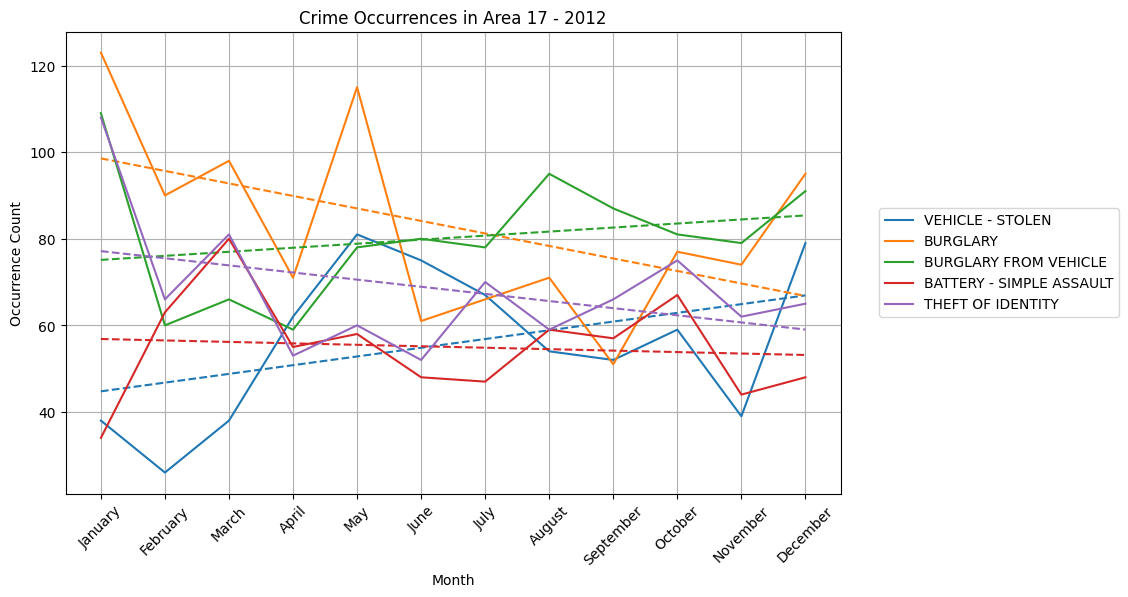 Crime Occurrences in Area 17 - 2012
Occurrence Count
120
100
80
60
40
January
February
March
April
May
June
July
August
September
October
November
December
Month
VEHICLE - STOLEN
BURGLARY
BURGLARY FROM VEHICLE
BATTERY - SIMPLE ASSAULT
THEFT OF IDENTITY